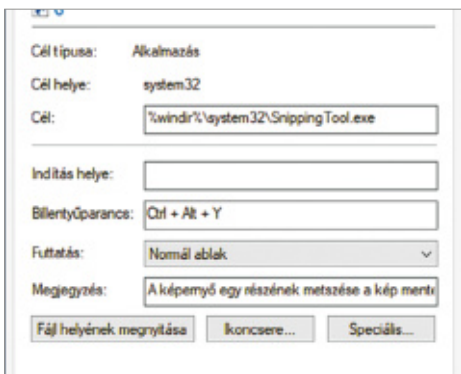 Cél típusa: Alkalmazás
Cél helye: system32
Cél: %windir%\system32\SnippingTool.exe
Indítás helye:
Billentyűparancs: Ctrl + Alt + Y
Futtatás: Normál ablak
Megjegyzés: A képernyő egy részének metszése a kép mente
Fájl helyének megnyitása Ikoncsere... Speciális...